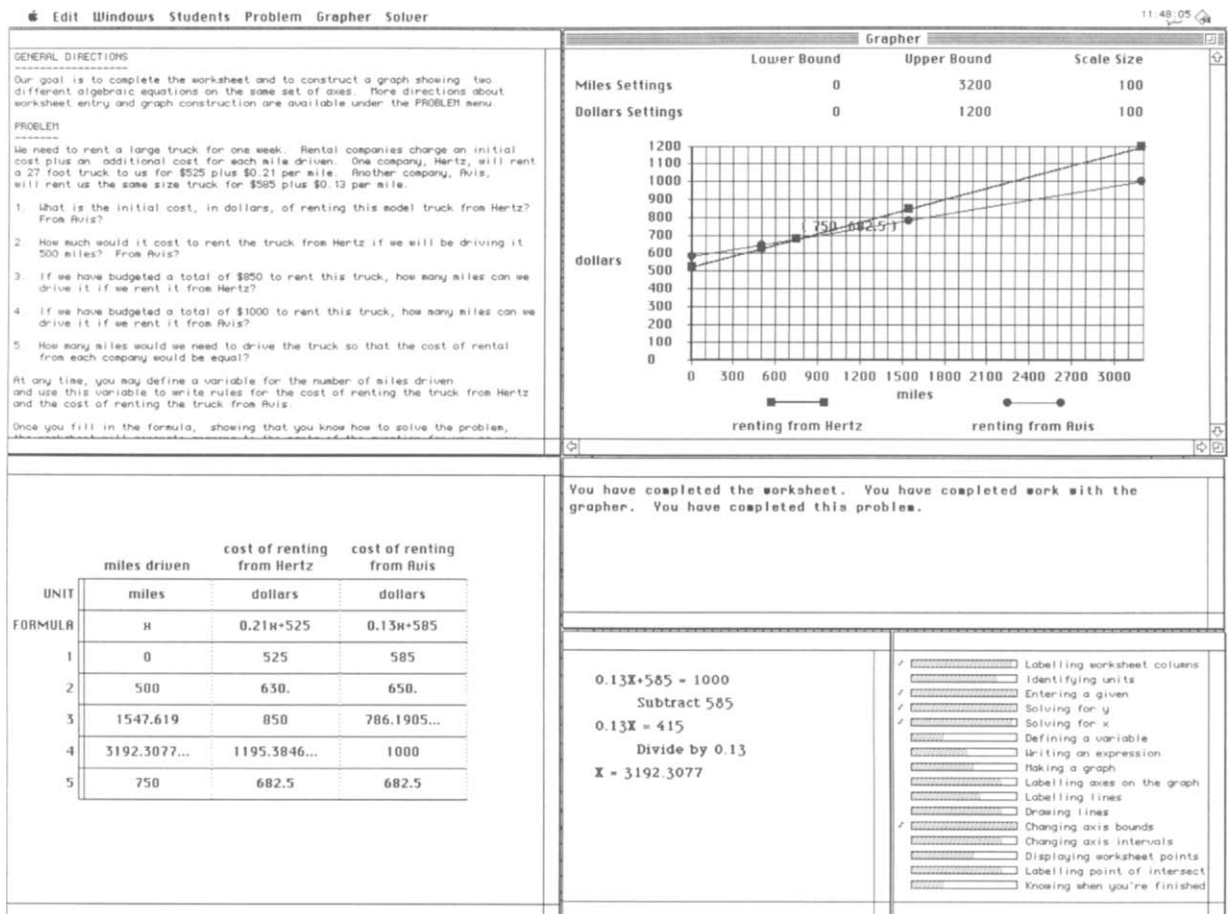 Edit Windows Students Problem Grapher Solver
11:48:05
GENERAL DIRECTIONS
Our goal is to complete the worksheet and to construct a graph showing two
different algebraic equations on the same set of axes. More directions about
worksheet entry and graph construction are available under the PROBLEM menu.
PROBLEM
We need to rent a large truck for one week. Rental companies charge an initial
cost plus an additional cost for each mile driven. One company, Hertz, will rent
a 27 foot truck to us for $525 plus $0.21 per mile. Another company, Avis,
will rent us the same size truck for $585 plus $0.13 per mile.
1. What is the initial cost, in dollars, of renting this model truck from Hertz?
From Avis?
2. How much would it cost to rent the truck from Hertz if we will be driving it
500 miles? From Avis?
3. If we have budgeted a total of $850 to rent this truck, how many miles can we
drive it if we rent it from Hertz?
4. If we have budgeted a total of $1000 to rent this truck, how many miles can we
drive it if we rent it from Avis?
5. How many miles would we need to drive the truck so that the cost of rental
from each company would be equal?
At any time, you may define a variable for the number of miles driven
and use this variable to write rules for the cost of renting the truck from Hertz
and the cost of renting the truck from Avis.
Once you fill in the formula, showing that you know how to solve the problem,
Grapher
Lower Bound Upper Bound Scale Size
Miles Settings 0 3200 100
Dollars Settings 0 1200 100
1200
1100
1000
900
800
700
600
500
400
300
200
100
0
dollars
( 750 682.5 )
0 300 600 900 1200 1500 1800 2100 2400 2700 3000
miles
renting from Hertz renting from Avis
miles driven cost of renting from Hertz cost of renting from Avis
UNIT miles dollars dollars
FORMULA x 0.21x+525 0.13x+585
1 0 525 585
2 500 630. 650.
3 1547.619 850 786.1905...
4 3192.3077... 1195.3846... 1000
5 750 682.5 682.5
You have completed the worksheet. You have completed work with the
grapher. You have completed this problem.
0.13X+585 = 1000
Subtract 585
0.13X = 415
Divide by 0.13
X = 3192.3077
Labelling worksheet columns
Identifying units
Entering a given
Solving for y
Solving for x
Defining a variable
Writing an expression
Making a graph
Labelling axes on the graph
Labelling lines
Drawing lines
Changing axis bounds
Changing axis intervals
Displaying worksheet points
Labelling point of intersect
Knowing when you're finished